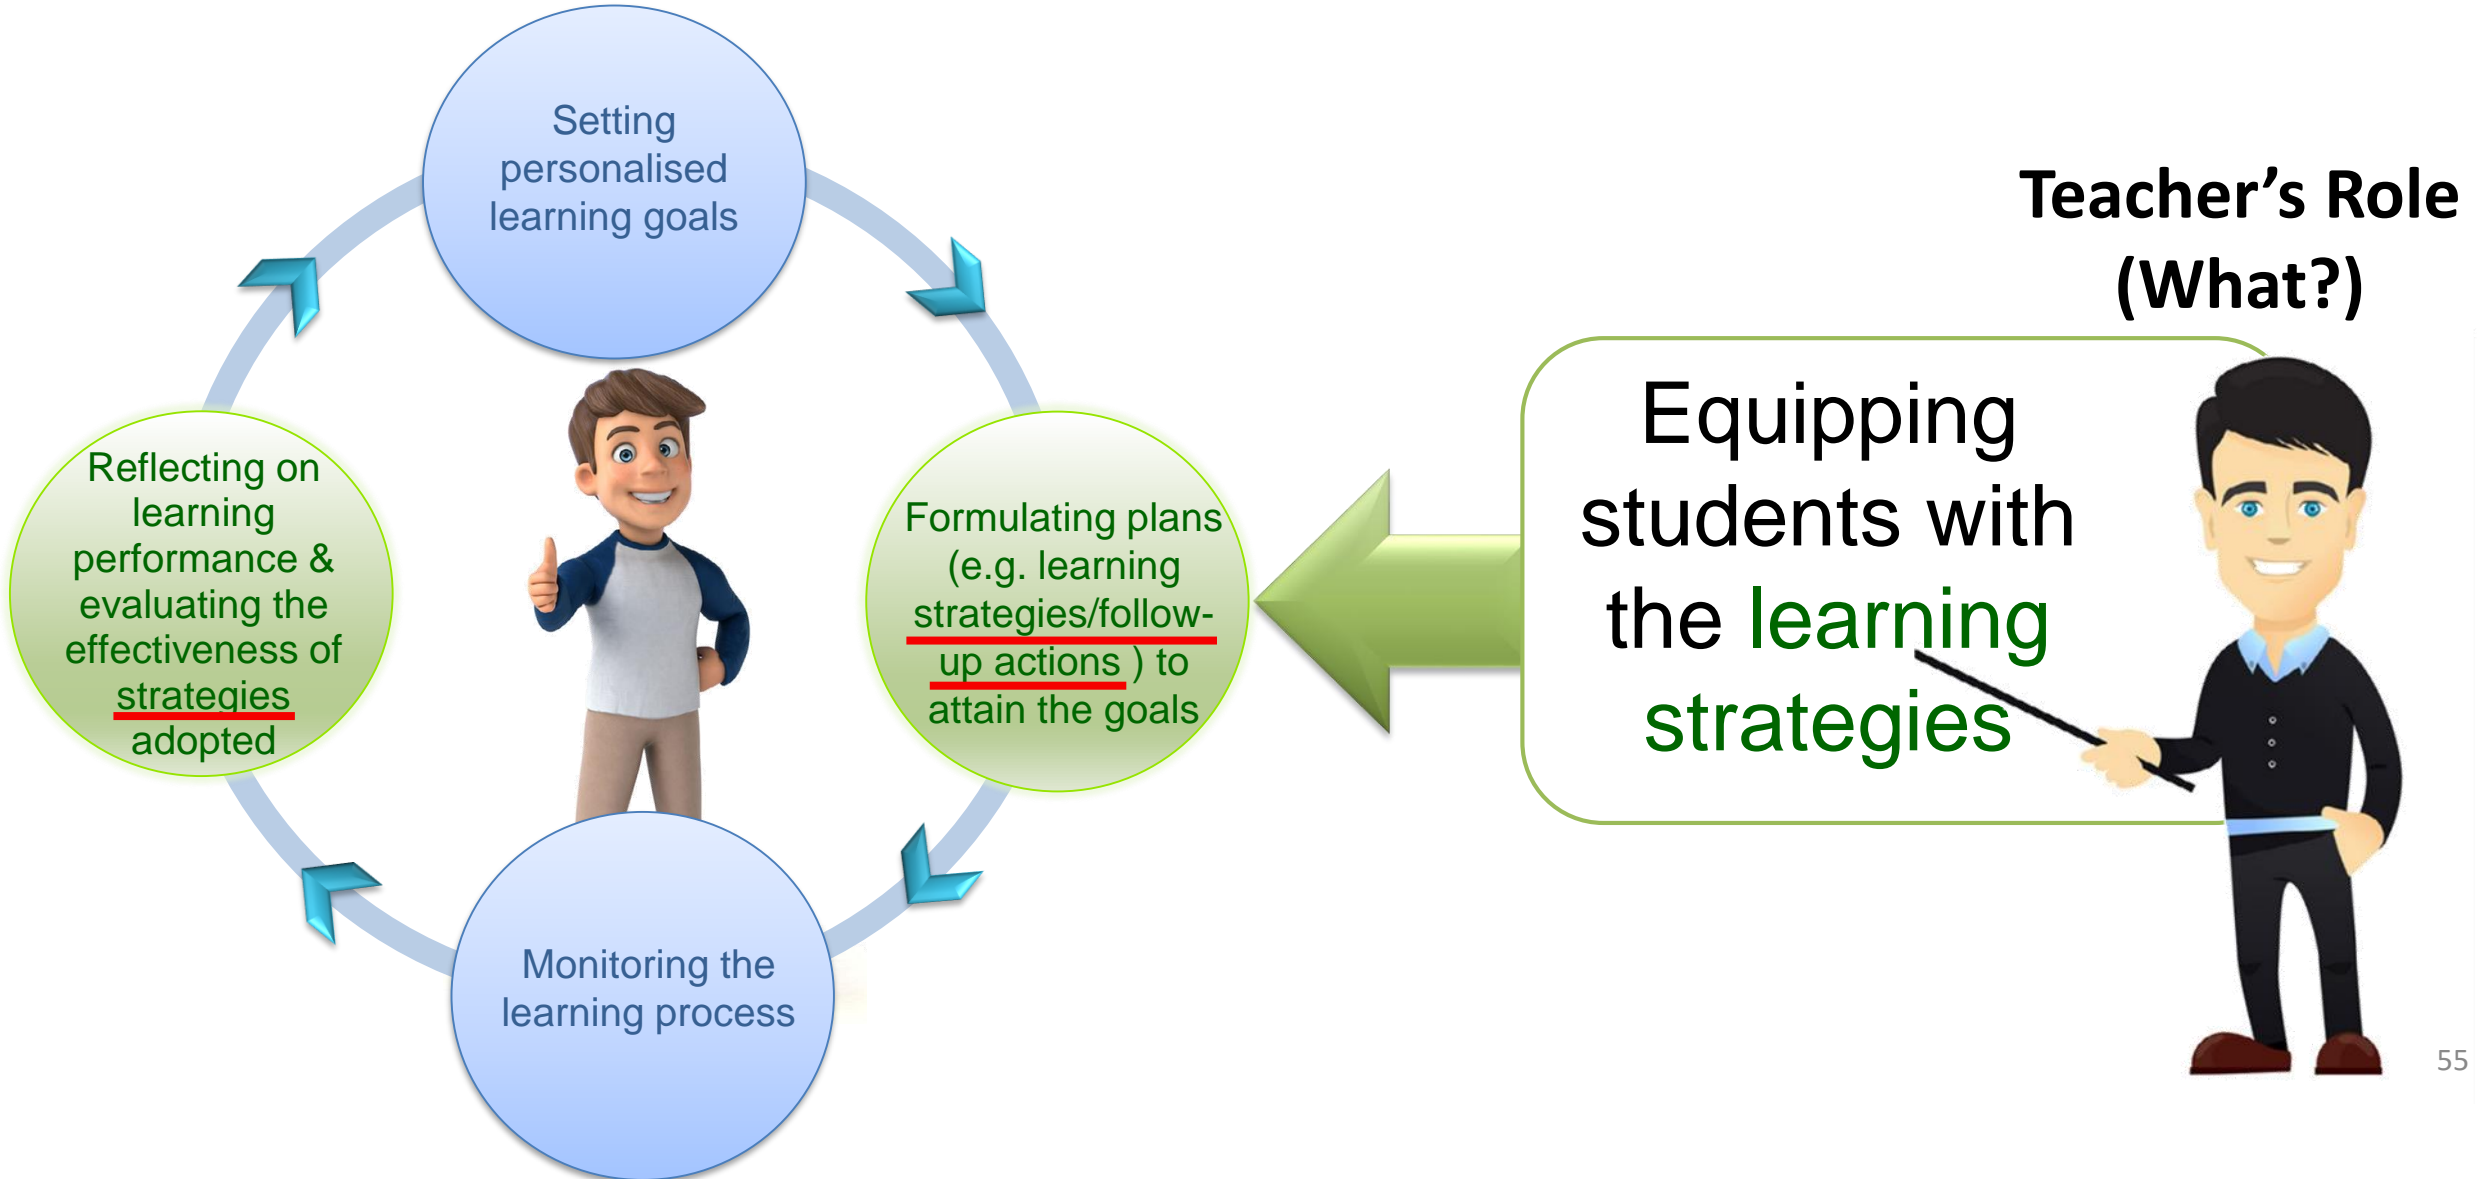 Setting
personalised
learning goals
Reflecting on
learning
performance &
evaluating the
effectiveness of
strategies
adopted
Formulating plans
(e.g. learning
strategies/follow-
up actions ) to
attain the goals
Monitoring the
learning process
Teacher’s Role
(What?)
Equipping
students with
the learning
strategies
55